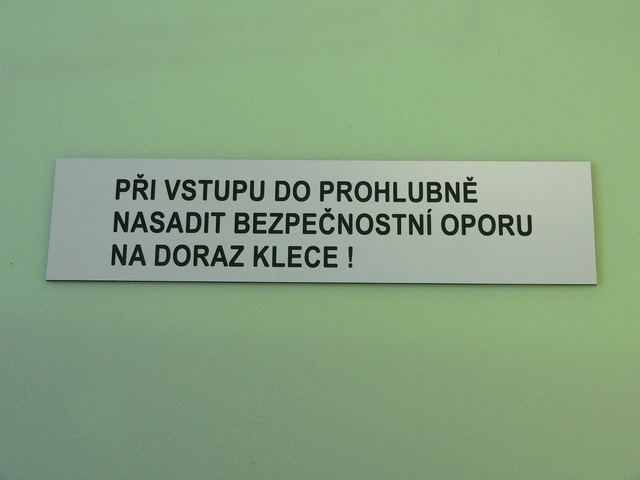 PŘI VSTUPU DO PROHLUBNĚ
NASADIT BEZPEČNOSTNÍ OPORU
NA DORAZ KLECE !